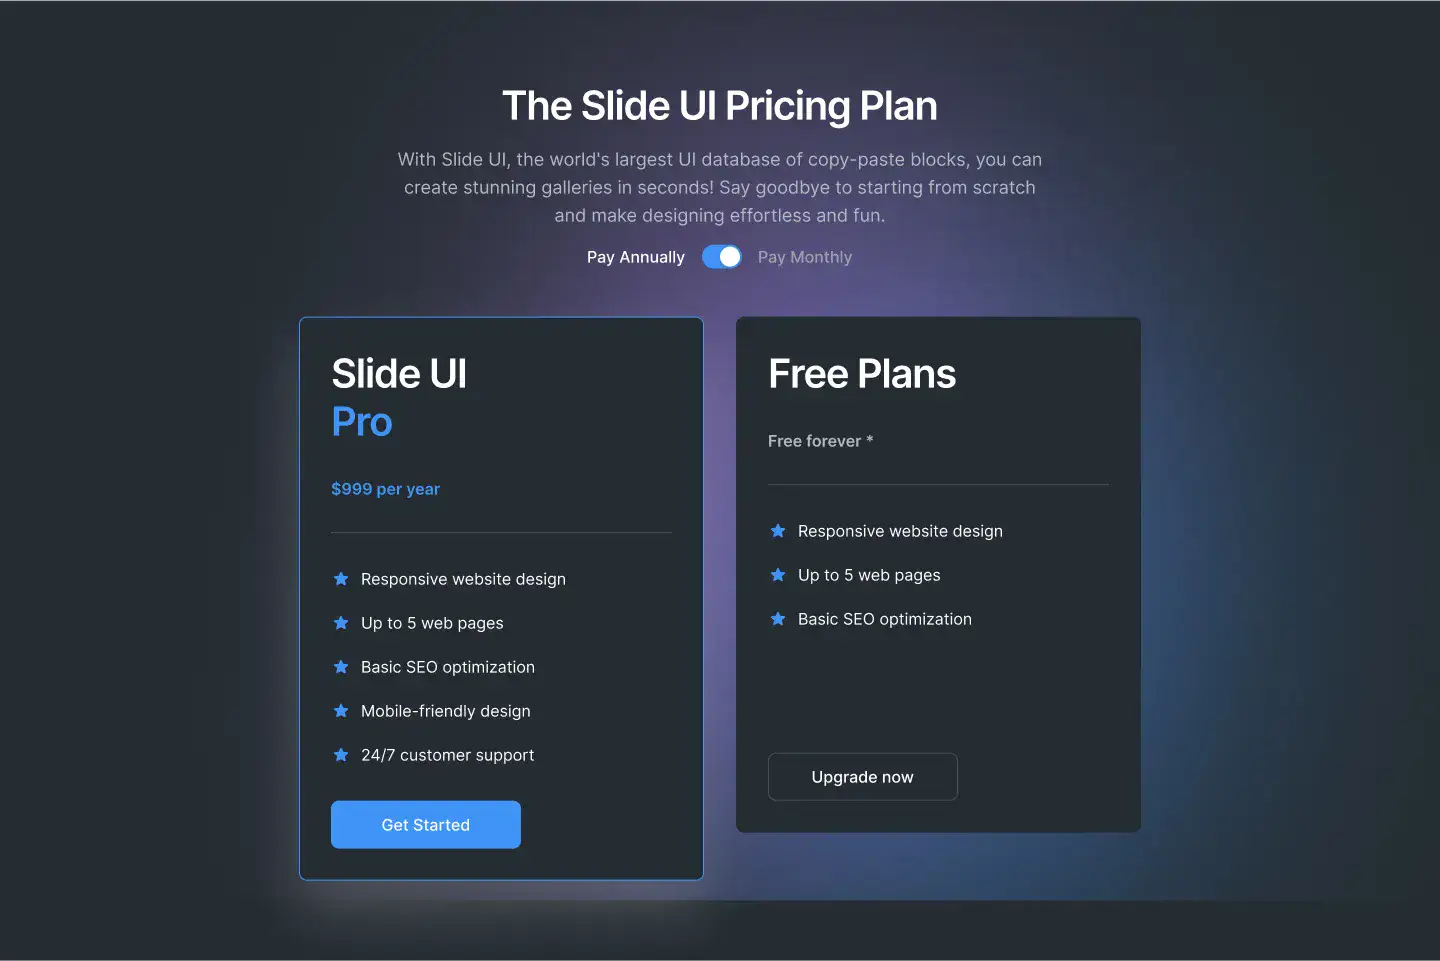 The Slide UI Pricing Plan
With Slide UI, the world's largest UI database of copy-paste blocks, you can
create stunning galleries in seconds! Say goodbye to starting from scratch
and make designing effortless and fun.
Pay Annually Pay Monthly
Slide UI
Pro
$999 per year
Responsive website design
Up to 5 web pages
Basic SEO optimization
Mobile-friendly design
24/7 customer support
Get Started
Free Plans
Free forever *
Responsive website design
Up to 5 web pages
Basic SEO optimization
Upgrade now